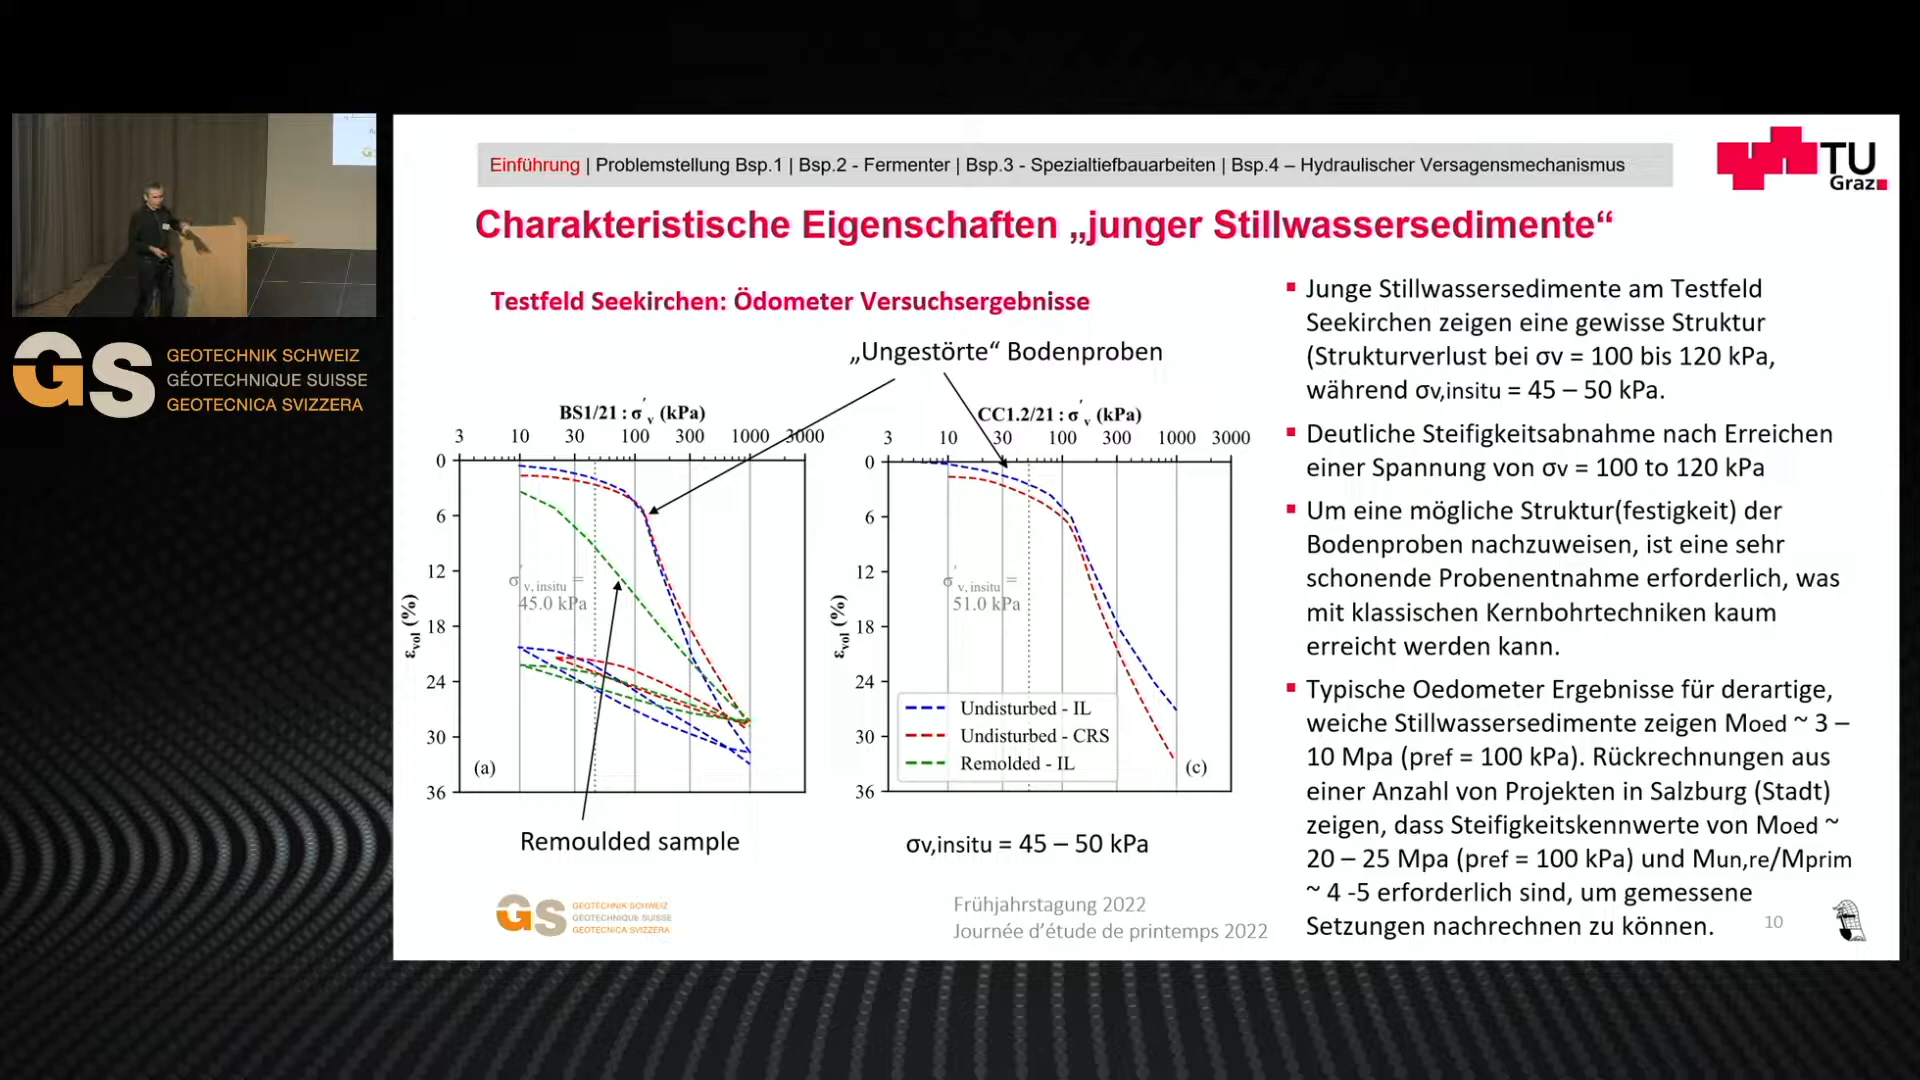 GEOTECHNIK SCHWEIZ
GÉOTECHNIQUE SUISSE
GEOTECNICA SVIZZERA
GS
Einführung | Problemstellung Bsp.1 | Bsp.2 - Fermenter | Bsp.3 - Spezialtiefbauarbeiten | Bsp.4 – Hydraulischer Versagensmechanismus
TU
Graz
Charakteristische Eigenschaften „junger Stillwassersedimente“
Testfeld Seekirchen: Ödometer Versuchsergebnisse
„Ungestörte“ Bodenproben
BS1/21 : σ′v (kPa)
3 10 30 100 300 1000 3000
0
6
12
18
24
30
36
εvol (%)
σ′v, insitu =
45.0 kPa
(a)
Remoulded sample
CC1.2/21 : σ′v (kPa)
3 10 30 100 300 1000 3000
0
6
12
18
24
30
36
εvol (%)
σ′v, insitu =
51.0 kPa
Undisturbed - IL
Undisturbed - CRS
Remolded - IL
(c)
σv,insitu = 45 – 50 kPa
▪ Junge Stillwassersedimente am Testfeld
Seekirchen zeigen eine gewisse Struktur
(Strukturverlust bei σv = 100 bis 120 kPa,
während σv,insitu = 45 – 50 kPa.
▪ Deutliche Steifigkeitsabnahme nach Erreichen
einer Spannung von σv = 100 to 120 kPa
▪ Um eine mögliche Struktur(festigkeit) der
Bodenproben nachzuweisen, ist eine sehr
schonende Probenentnahme erforderlich, was
mit klassischen Kernbohrtechniken kaum
erreicht werden kann.
▪ Typische Oedometer Ergebnisse für derartige,
weiche Stillwassersedimente zeigen Moed ~ 3 –
10 Mpa (pref = 100 kPa). Rückrechnungen aus
einer Anzahl von Projekten in Salzburg (Stadt)
zeigen, dass Steifigkeitskennwerte von Moed ~
20 – 25 Mpa (pref = 100 kPa) und Mun,re/Mprim
~ 4 -5 erforderlich sind, um gemessene
Setzungen nachrechnen zu können.
GS
GEOTECHNIK SCHWEIZ
GÉOTECHNIQUE SUISSE
GEOTECNICA SVIZZERA
Frühjahrstagung 2022
Journée d’étude de printemps 2022
10